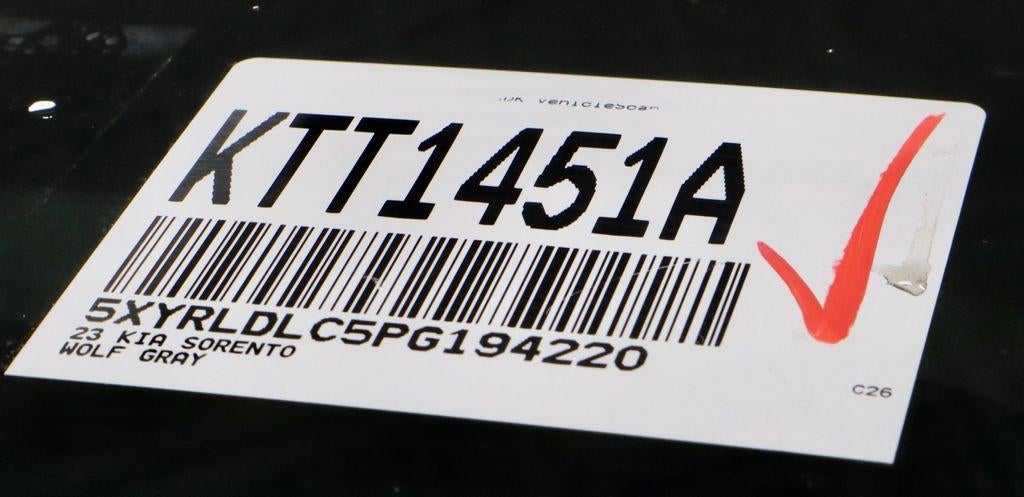 KTT1451A
5XYRLDLC5PG194220
23 KIA SORENTO
WOLF GRAY
C26